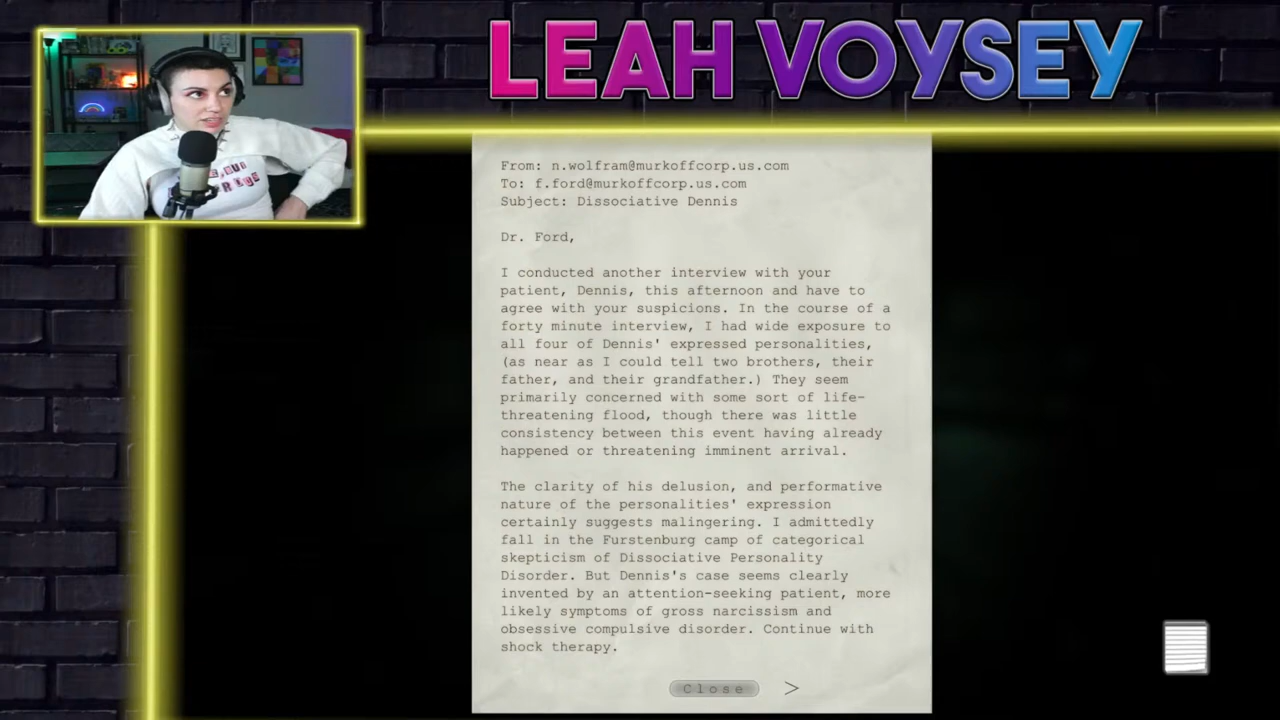 LEAH VOYSEY
From: n.wolfram@murkoffcorp.us.com
To: f.ford@murkoffcorp.us.com
Subject: Dissociative Dennis
Dr. Ford,
I conducted another interview with your
patient, Dennis, this afternoon and have to
agree with your suspicions. In the course of a
forty minute interview, I had wide exposure to
all four of Dennis' expressed personalities,
(as near as I could tell two brothers, their
father, and their grandfather.) They seem
primarily concerned with some sort of life-
threatening flood, though there was little
consistency between this event having already
happened or threatening imminent arrival.
The clarity of his delusion, and performative
nature of the personalities' expression
certainly suggests malingering. I admittedly
fall in the Furstenburg camp of categorical
skepticism of Dissociative Personality
Disorder. But Dennis's case seems clearly
invented by an attention-seeking patient, more
likely symptoms of gross narcissism and
obsessive compulsive disorder. Continue with
shock therapy.
Close >